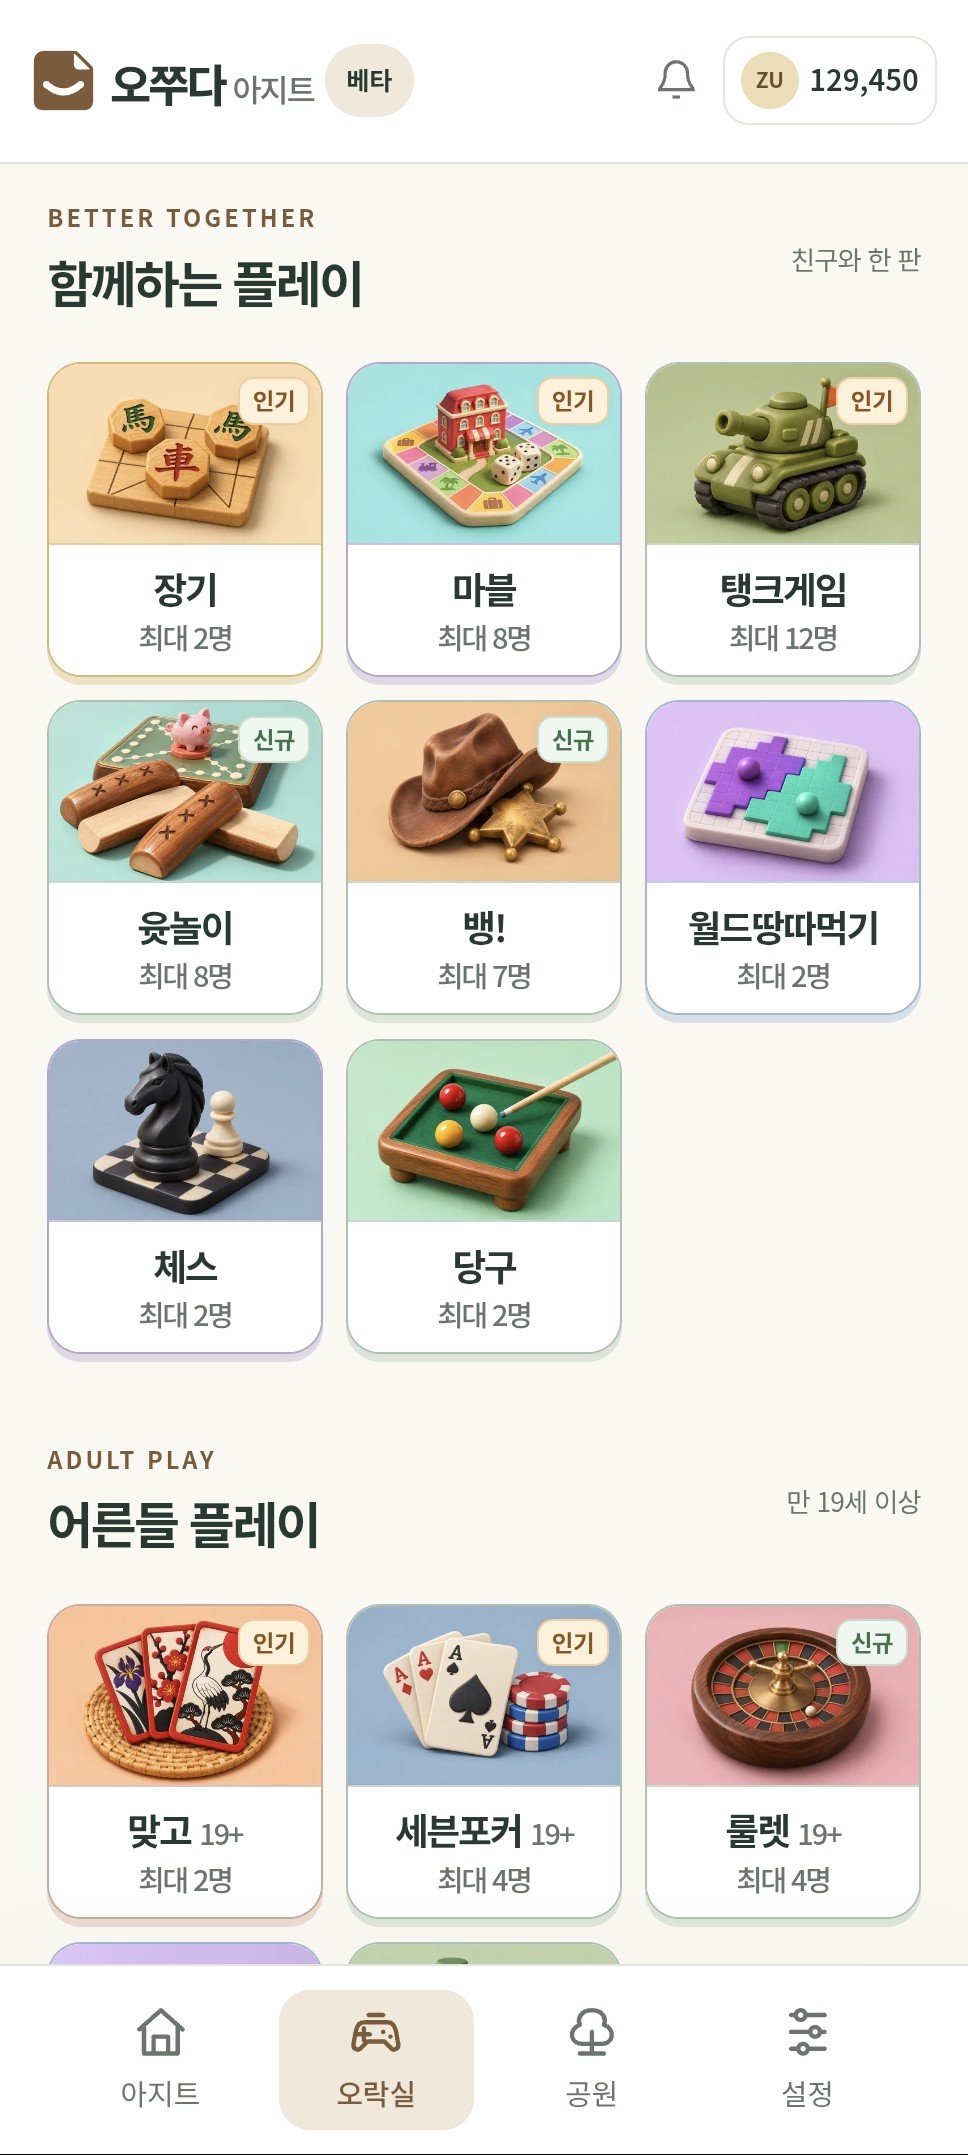 오쭈다 아지트 베타
ZU 129,450
BETTER TOGETHER
함께하는 플레이
친구와 한 판
馬 馬 車
인기
인기
인기
장기
최대 2명
마블
최대 8명
탱크게임
최대 12명
신규
신규
윷놀이
최대 8명
뱅!
최대 7명
월드땅따먹기
최대 2명
체스
최대 2명
당구
최대 2명
ADULT PLAY
어른들 플레이
만 19세 이상
인기
A A A A
인기
신규
맞고 19+
최대 2명
세븐포커 19+
최대 4명
룰렛 19+
최대 4명
아지트
오락실
공원
설정